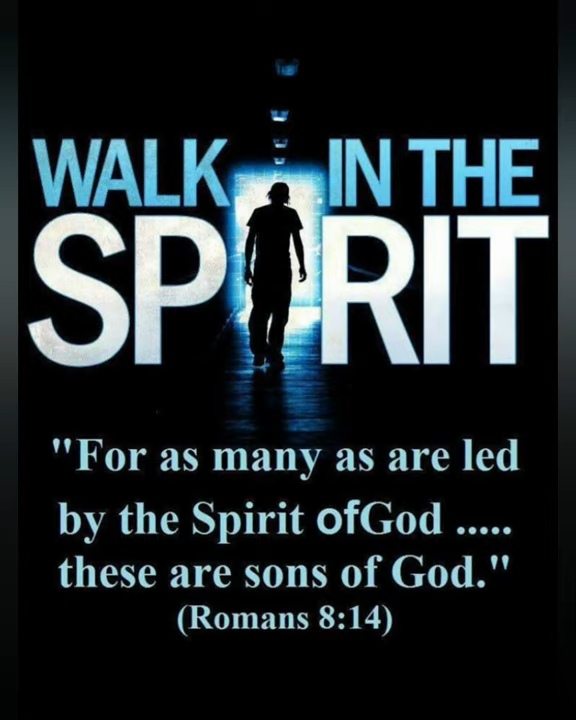 WALK IN THE
SPIRIT
"For as many as are led
by the Spirit ofGod .....
these are sons of God."
(Romans 8:14)